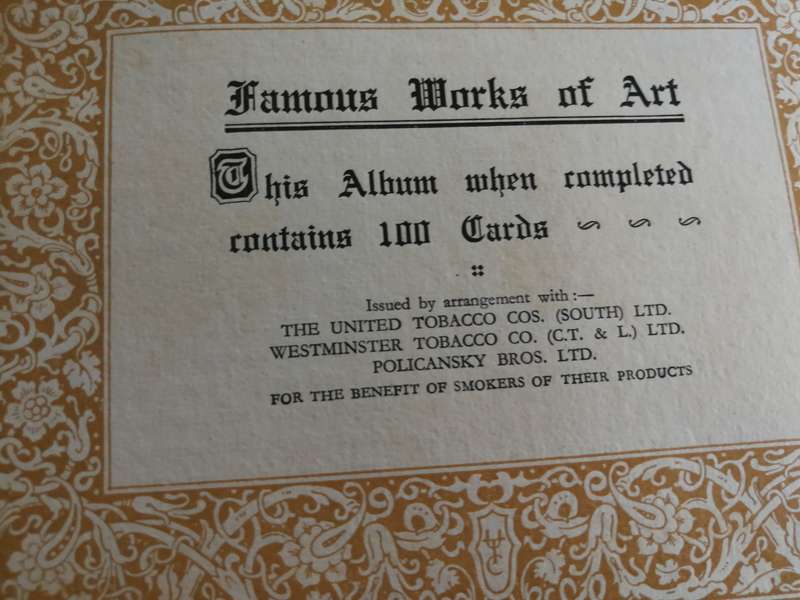 Famous Works of Art
This Album when completed
contains 100 Cards
Issued by arrangement with :—
THE UNITED TOBACCO COS. (SOUTH) LTD.
WESTMINSTER TOBACCO CO. (C.T. & L.) LTD.
POLICANSKY BROS. LTD.
FOR THE BENEFIT OF SMOKERS OF THEIR PRODUCTS